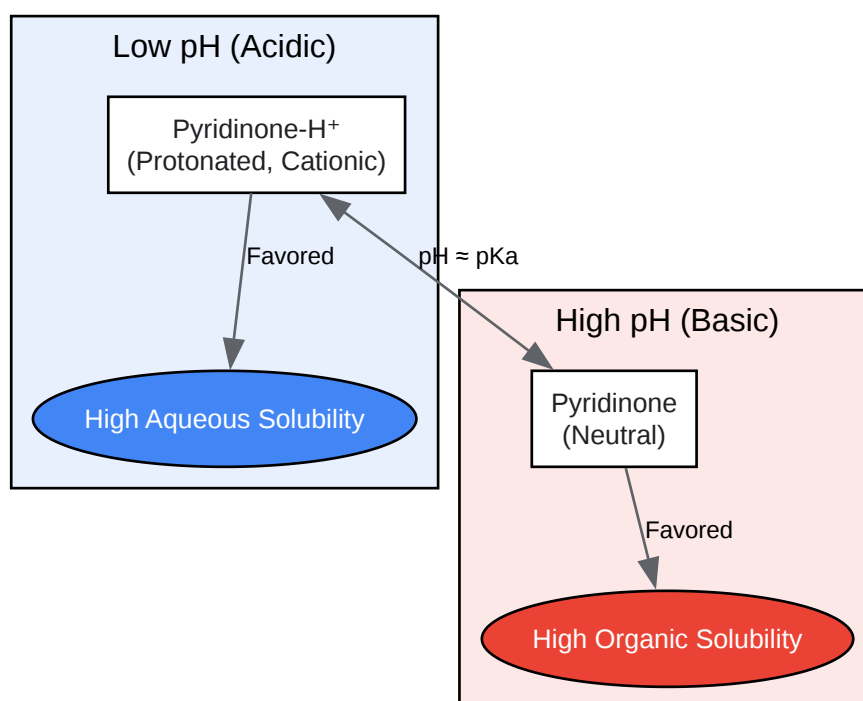 Low pH (Acidic)
Pyridinone-H⁺
(Protonated, Cationic)
Favored
pH ≈ pKa
High Aqueous Solubility
High pH (Basic)
Pyridinone
(Neutral)
Favored
High Organic Solubility